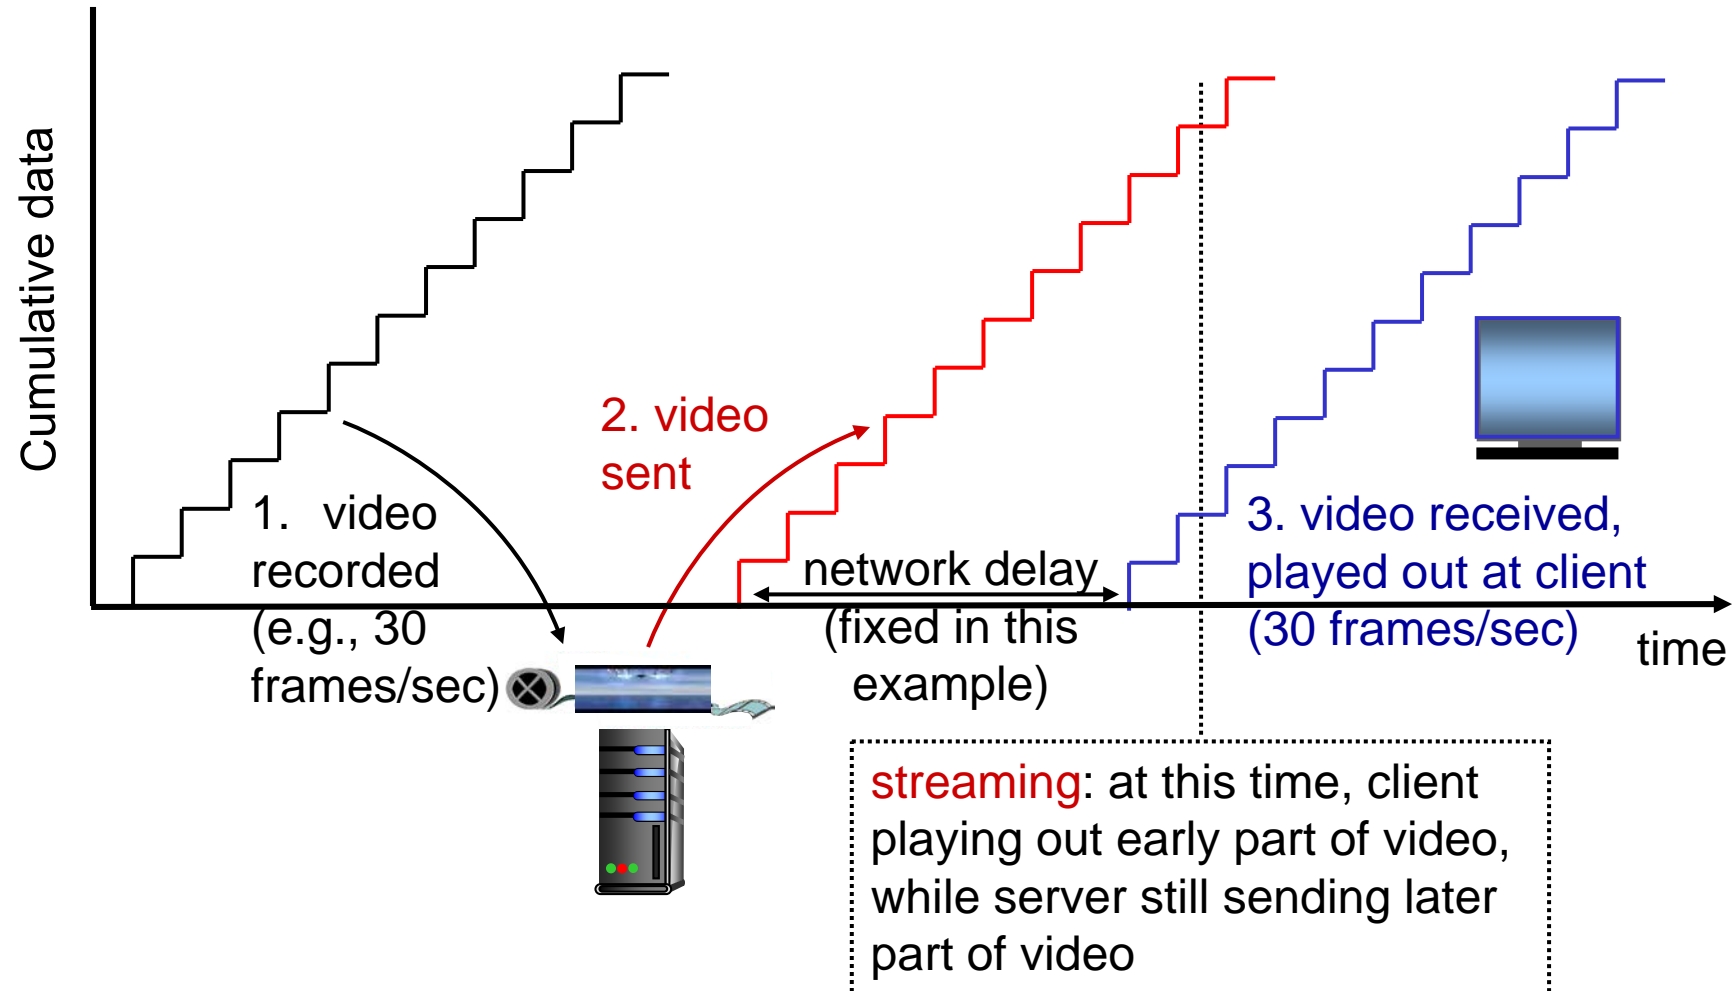 Cumulative data
1. video
recorded
(e.g., 30
frames/sec)
2. video
sent
network delay
(fixed in this
example)
3. video received,
played out at client
(30 frames/sec)
time
streaming: at this time, client
playing out early part of video,
while server still sending later
part of video